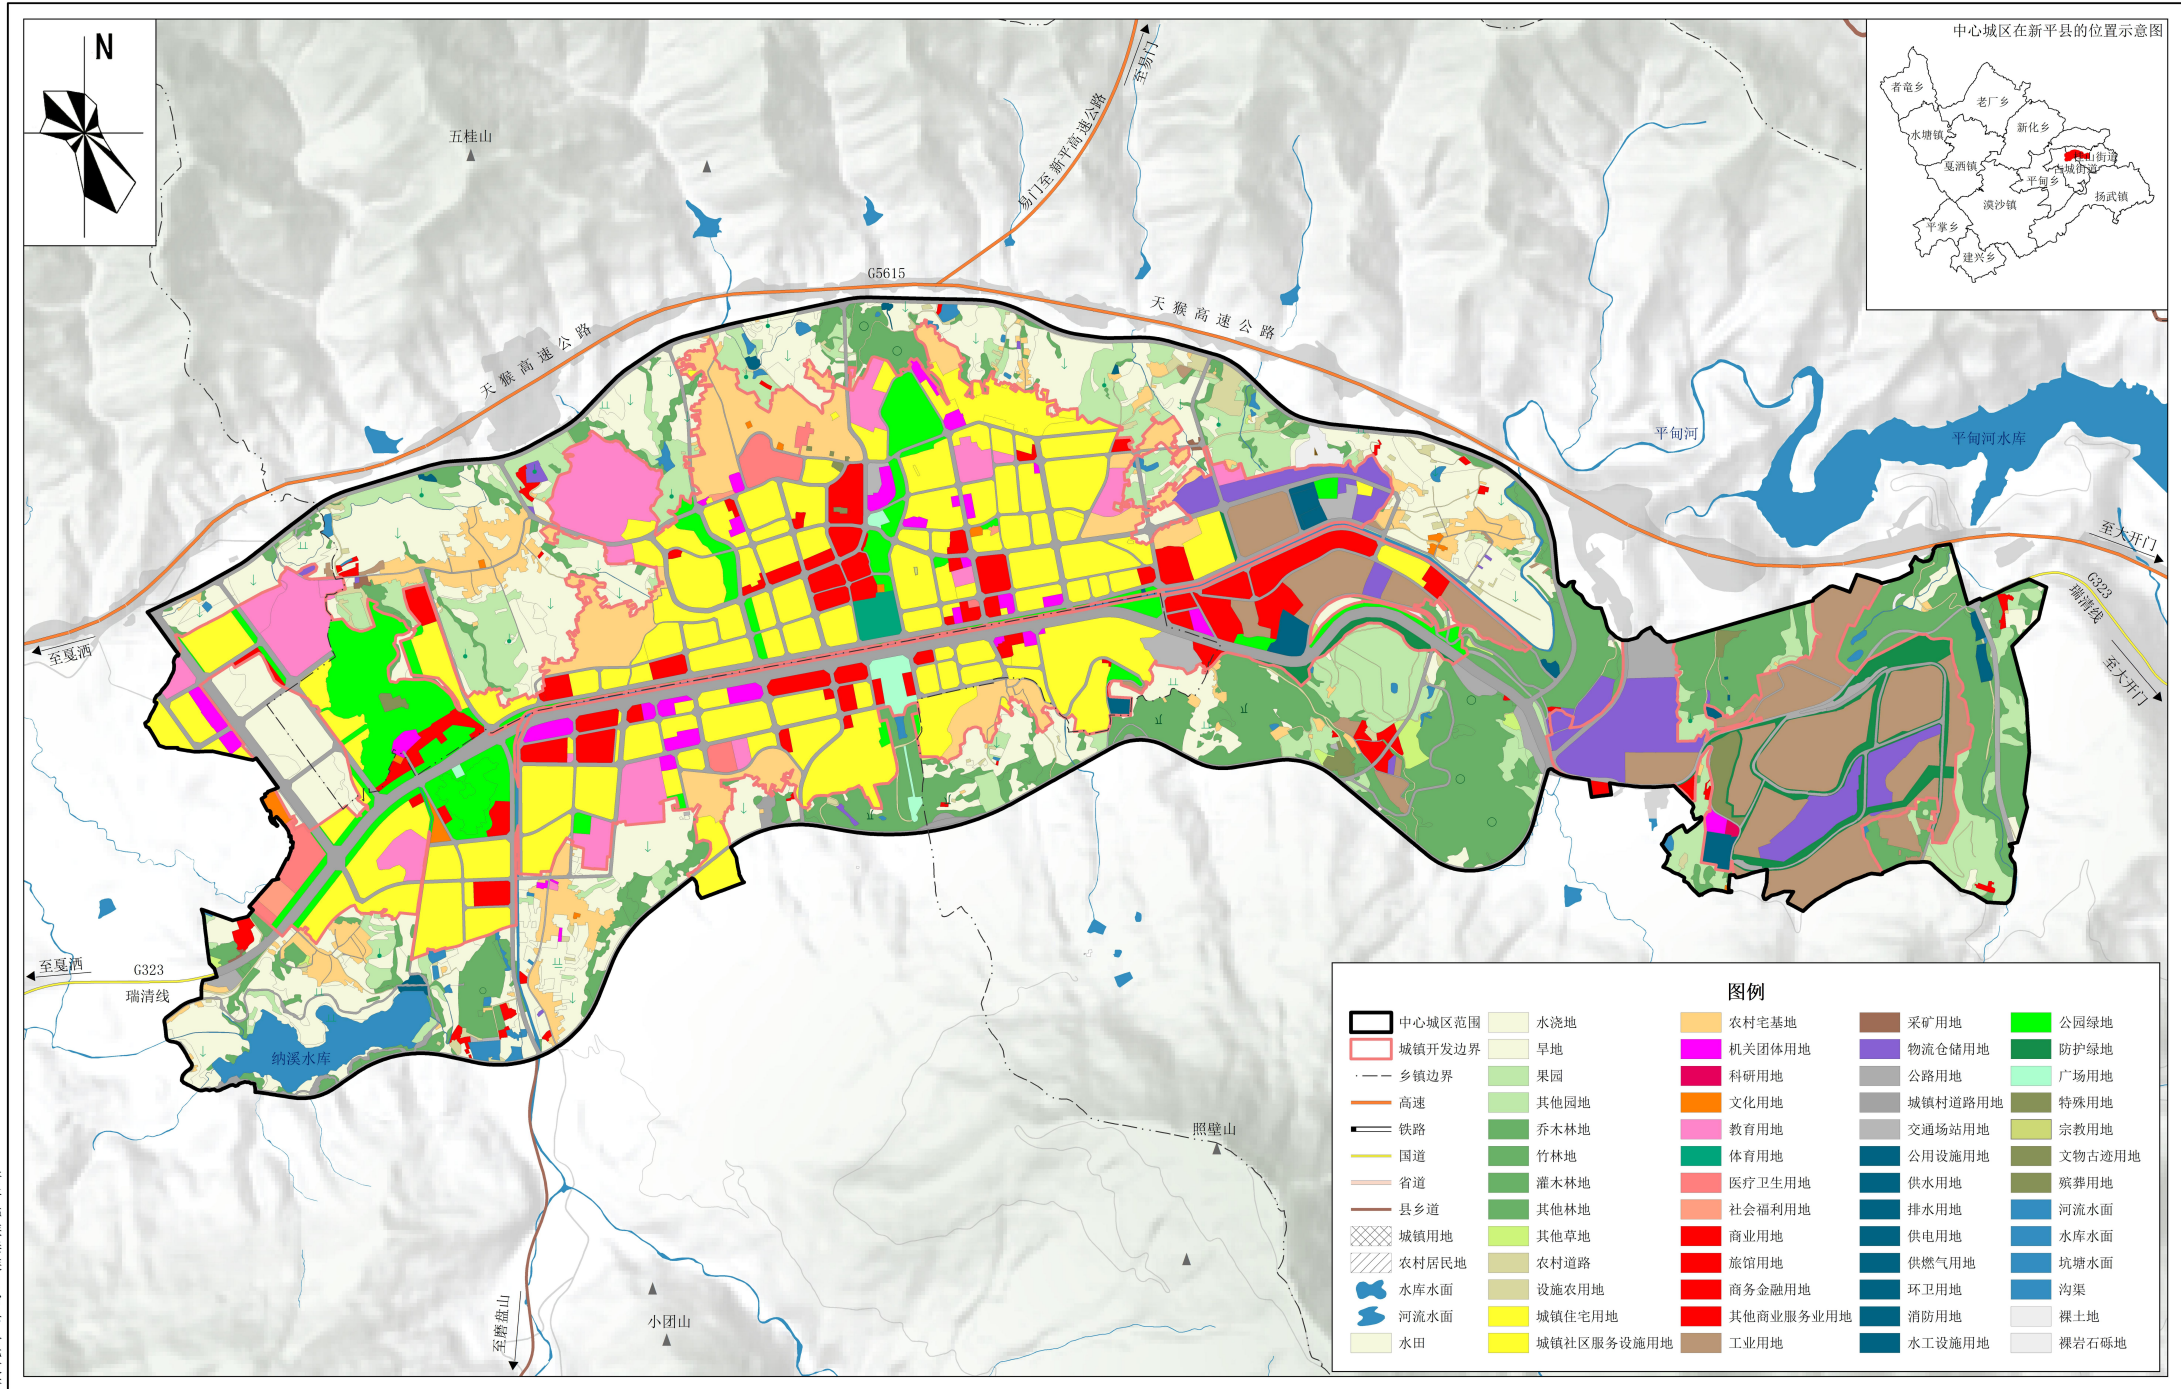 N
中心城区在新平县的位置示意图
者竜乡
老厂乡
水塘镇
新化乡
戛洒镇
桂山街道
古城街道
平甸乡
扬武镇
漠沙镇
平掌乡
建兴乡
至易门
易门至新平高速公路
五桂山
G5615
天猴高速公路
天猴高速公路
平甸河
平甸河水库
至大开门
G323
瑞清线
至大开门
至戛洒
至戛洒
G323
瑞清线
纳溪水库
照壁山
小团山
至磨盘山
图例
中心城区范围
城镇开发边界
乡镇边界
高速
铁路
国道
省道
县乡道
城镇用地
农村居民地
水库水面
河流水面
水田
水浇地
旱地
果园
其他园地
乔木林地
竹林地
灌木林地
其他林地
其他草地
农村道路
设施农用地
城镇住宅用地
城镇社区服务设施用地
农村宅基地
机关团体用地
科研用地
文化用地
教育用地
体育用地
医疗卫生用地
社会福利用地
商业用地
旅馆用地
商务金融用地
其他商业服务业用地
工业用地
采矿用地
物流仓储用地
公路用地
城镇村道路用地
交通场站用地
公用设施用地
供水用地
排水用地
供电用地
供燃气用地
环卫用地
消防用地
水工设施用地
公园绿地
防护绿地
广场用地
特殊用地
宗教用地
文物古迹用地
殡葬用地
河流水面
水库水面
坑塘水面
沟渠
裸土地
裸岩石砾地